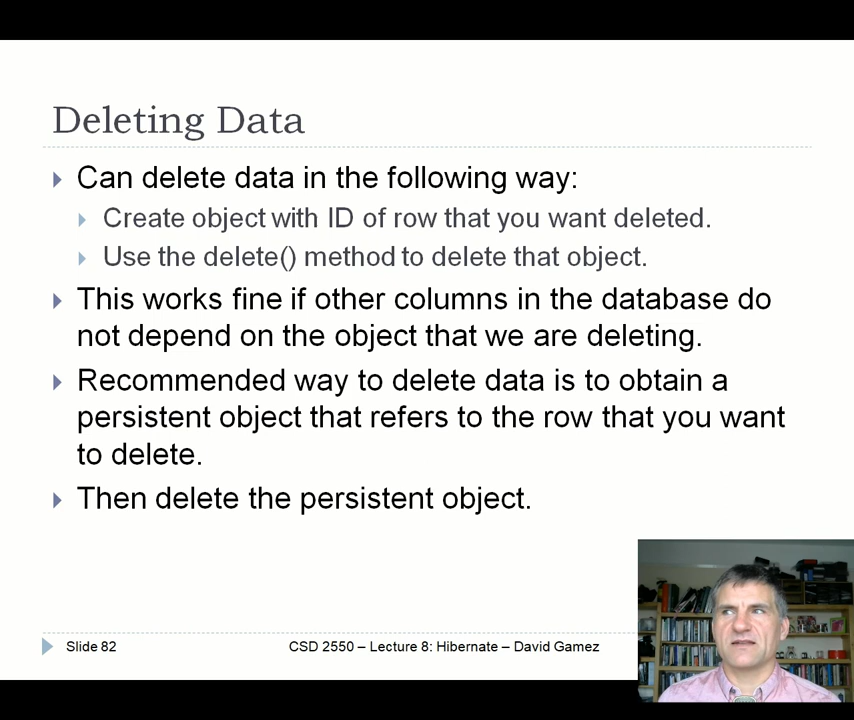 Deleting Data
Can delete data in the following way:
Create object with ID of row that you want deleted.
Use the delete() method to delete that object.
This works fine if other columns in the database do
not depend on the object that we are deleting.
Recommended way to delete data is to obtain a
persistent object that refers to the row that you want
to delete.
Then delete the persistent object.
Slide 82
CSD 2550 – Lecture 8: Hibernate – David Gamez